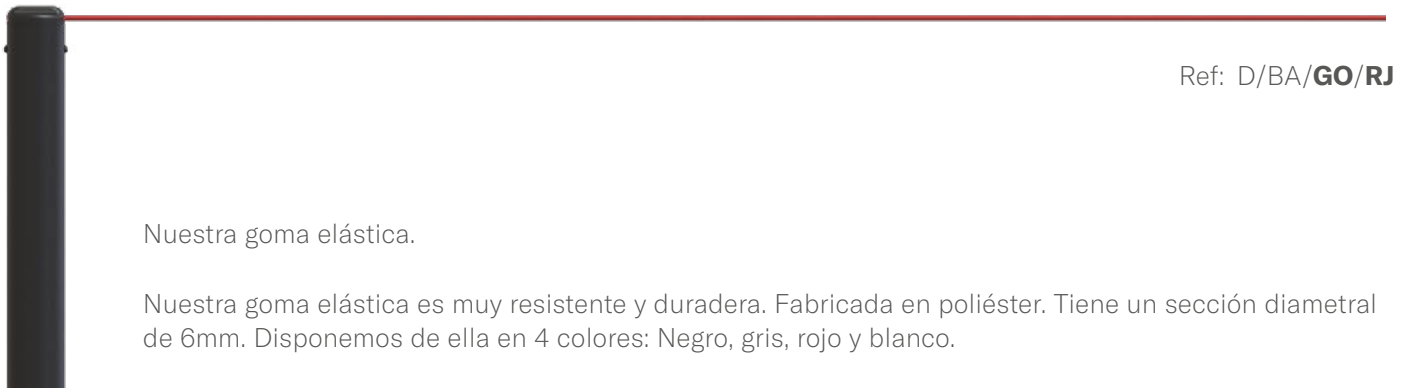 Ref: D/BA/GO/RJ
Nuestra goma elástica.
Nuestra goma elástica es muy resistente y duradera. Fabricada en poliéster. Tiene un sección diametral
de 6mm. Disponemos de ella en 4 colores: Negro, gris, rojo y blanco.